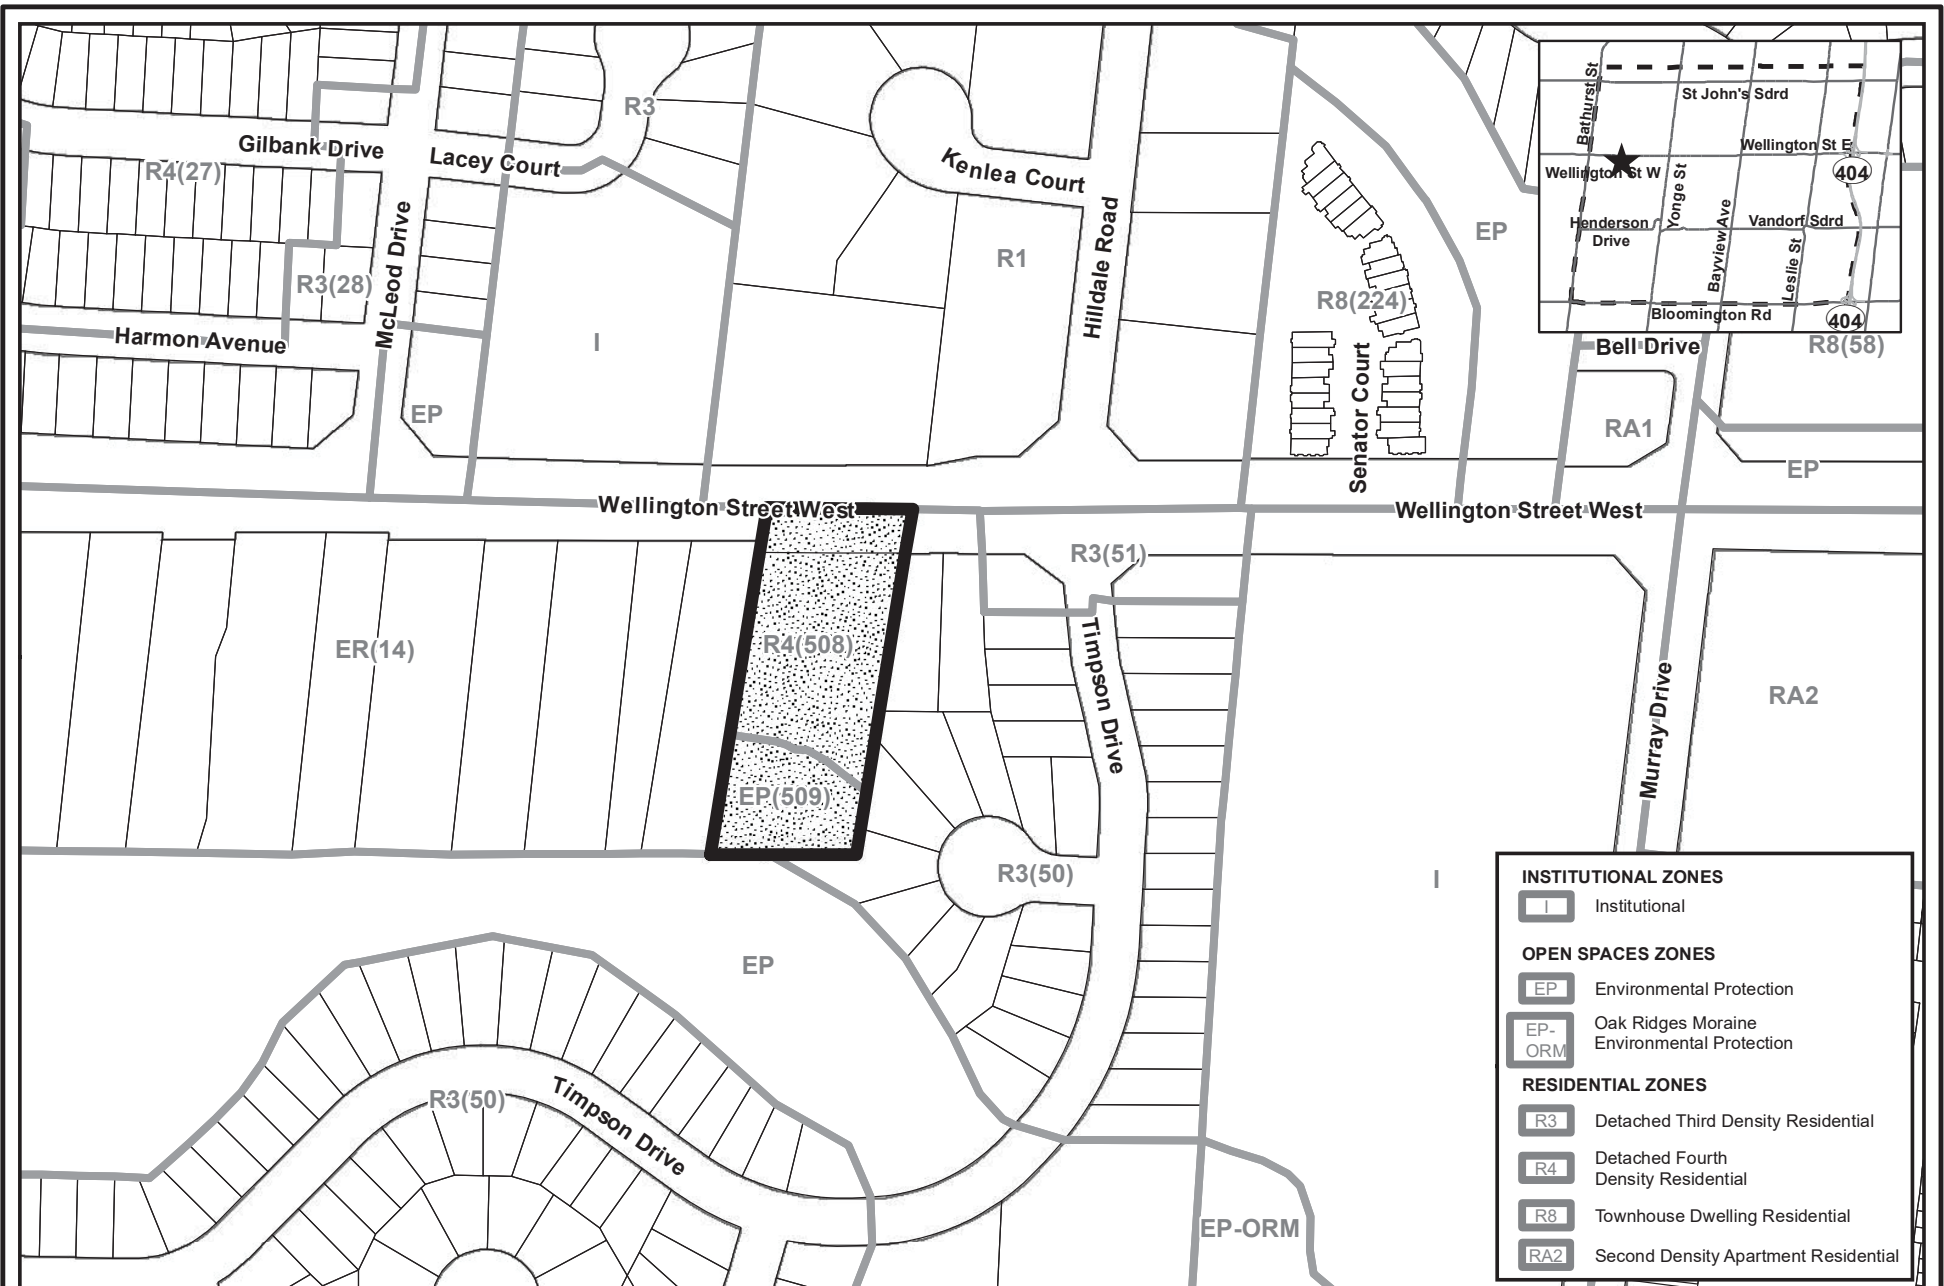 Gilbank Drive
Lacey Court
R3
R4(27)
McLeod Drive
R3(28)
Harmon Avenue
I
EP
Kenlea Court
R1
Hilldale Road
EP
R8(224)
Senator Court
St John's Sdrd
Bathurst St
Wellington St E
404
Wellington St W
Yonge St
Henderson
Drive
Vandorf Sdrd
Bayview Ave
Leslie St
Bloomington Rd
404
Bell Drive
R8(58)
RA1
EP
Wellington Street West
Wellington Street West
R3(51)
ER(14)
R4(508)
Timpson Drive
Murray Drive
RA2
EP(509)
R3(50)
I
EP
R3(50)
Timpson Drive
EP-ORM
INSTITUTIONAL ZONES
I Institutional
OPEN SPACES ZONES
EP Environmental Protection
EP-
ORM
Oak Ridges Moraine
Environmental Protection
RESIDENTIAL ZONES
R3 Detached Third Density Residential
R4 Detached Fourth
Density Residential
R8 Townhouse Dwelling Residential
RA2 Second Density Apartment Residential